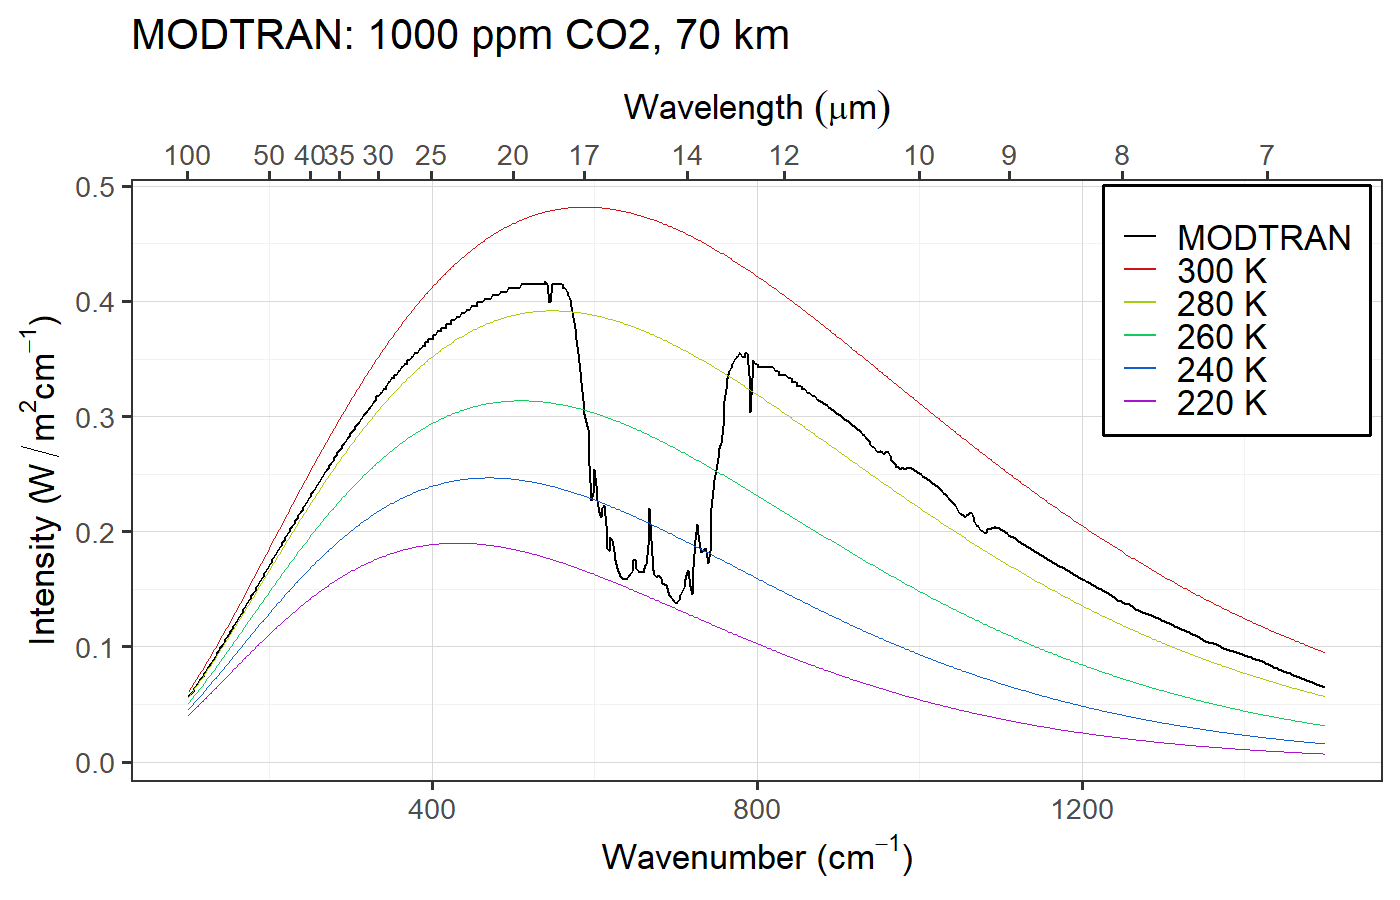 MODTRAN: 1000 ppm CO2, 70 km
Wavelength (μm)
100 50 40 35 30 25 20 17 14 12 10 9 8 7
0.5
0.4
0.3
0.2
0.1
0.0
Intensity (W/m²cm⁻¹)
MODTRAN
300 K
280 K
260 K
240 K
220 K
400 800 1200
Wavenumber (cm⁻¹)